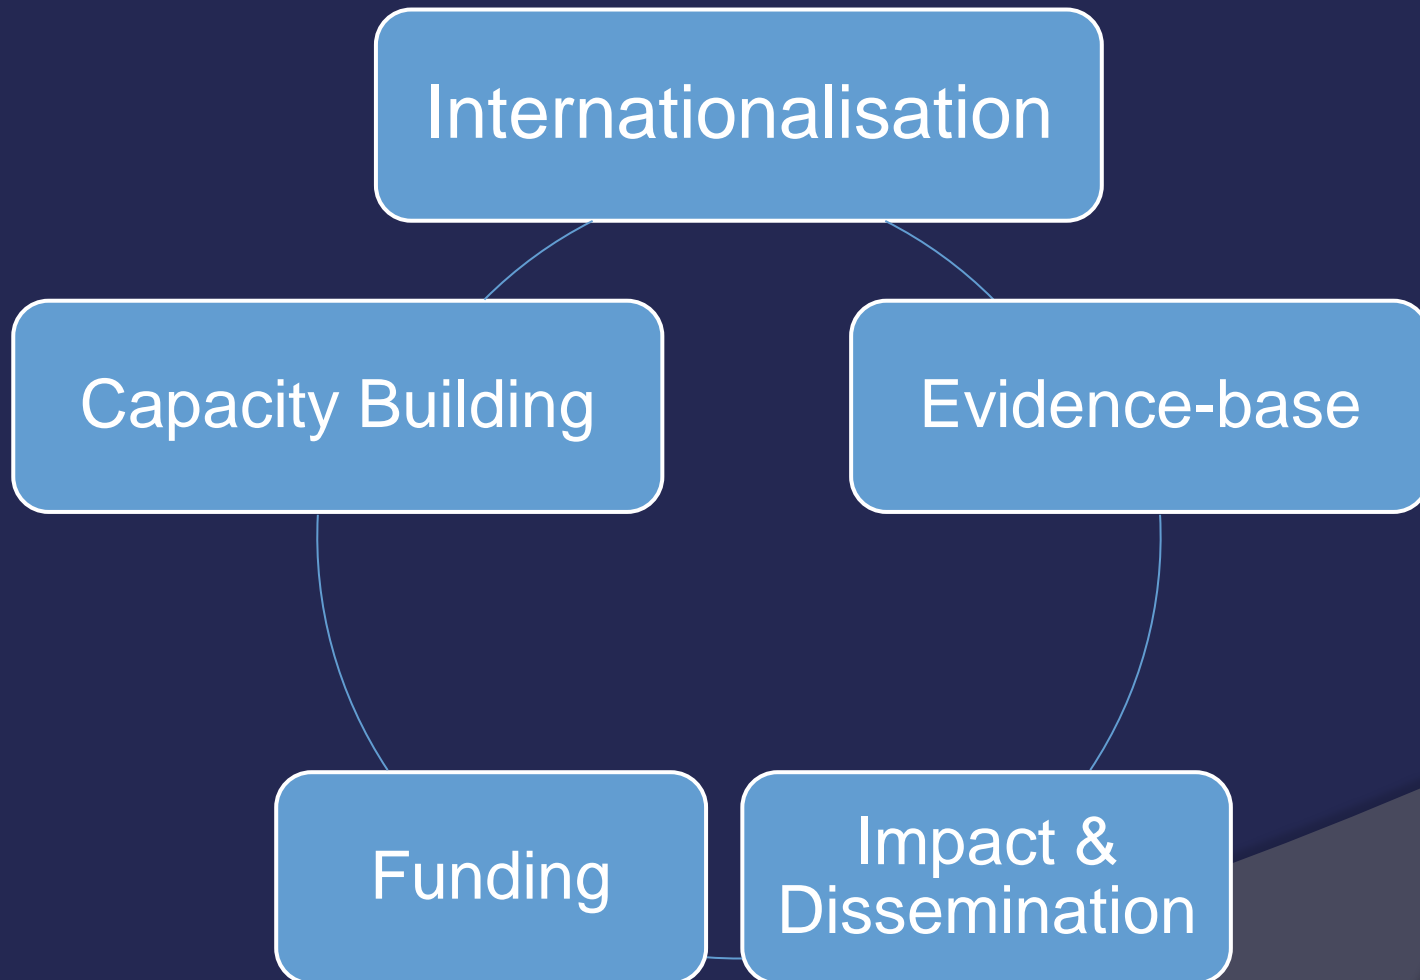 Internationalisation
Capacity Building
Evidence-base
Funding
Impact &
Dissemination